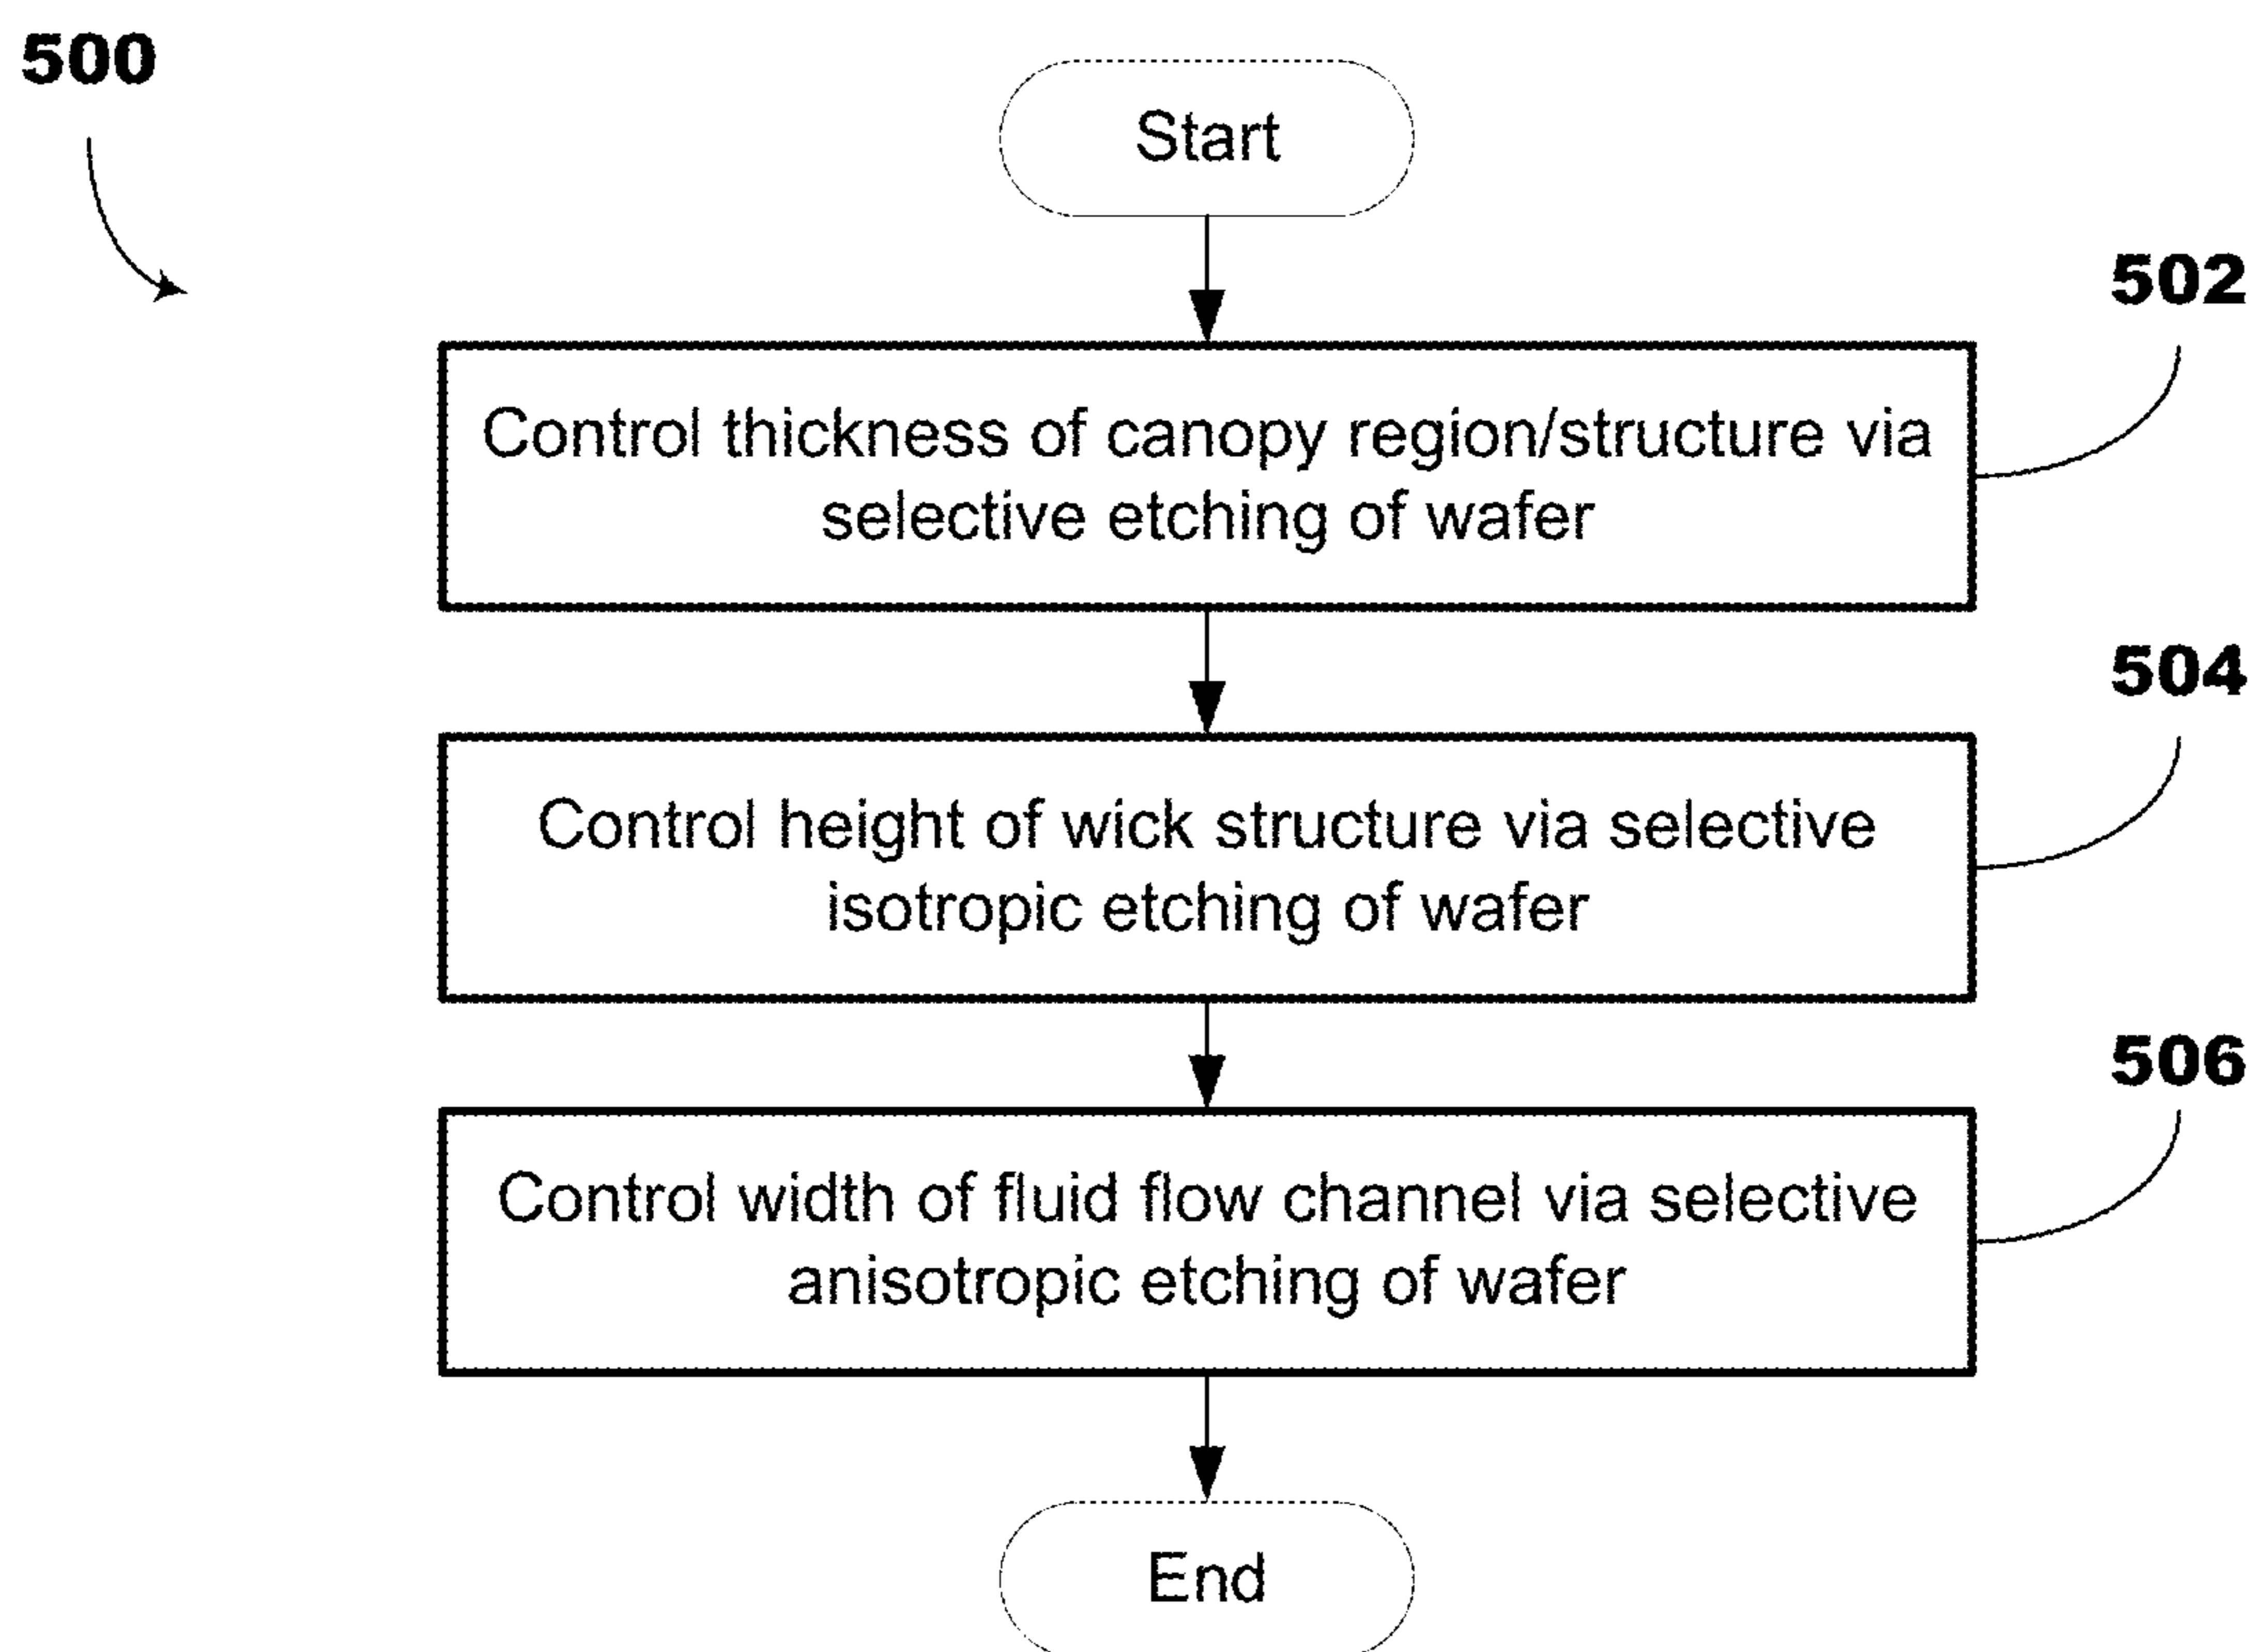 500
Start
502
Control thickness of canopy region/structure via
selective etching of wafer
504
Control height of wick structure via selective
isotropic etching of wafer
506
Control width of fluid flow channel via selective
anisotropic etching of wafer
End